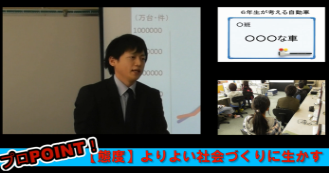 (万台・件)
1000000
6年生が考える自動車
〇班
〇〇〇な車
プロPOINT!
【態度】よりよい社会づくりに生かす